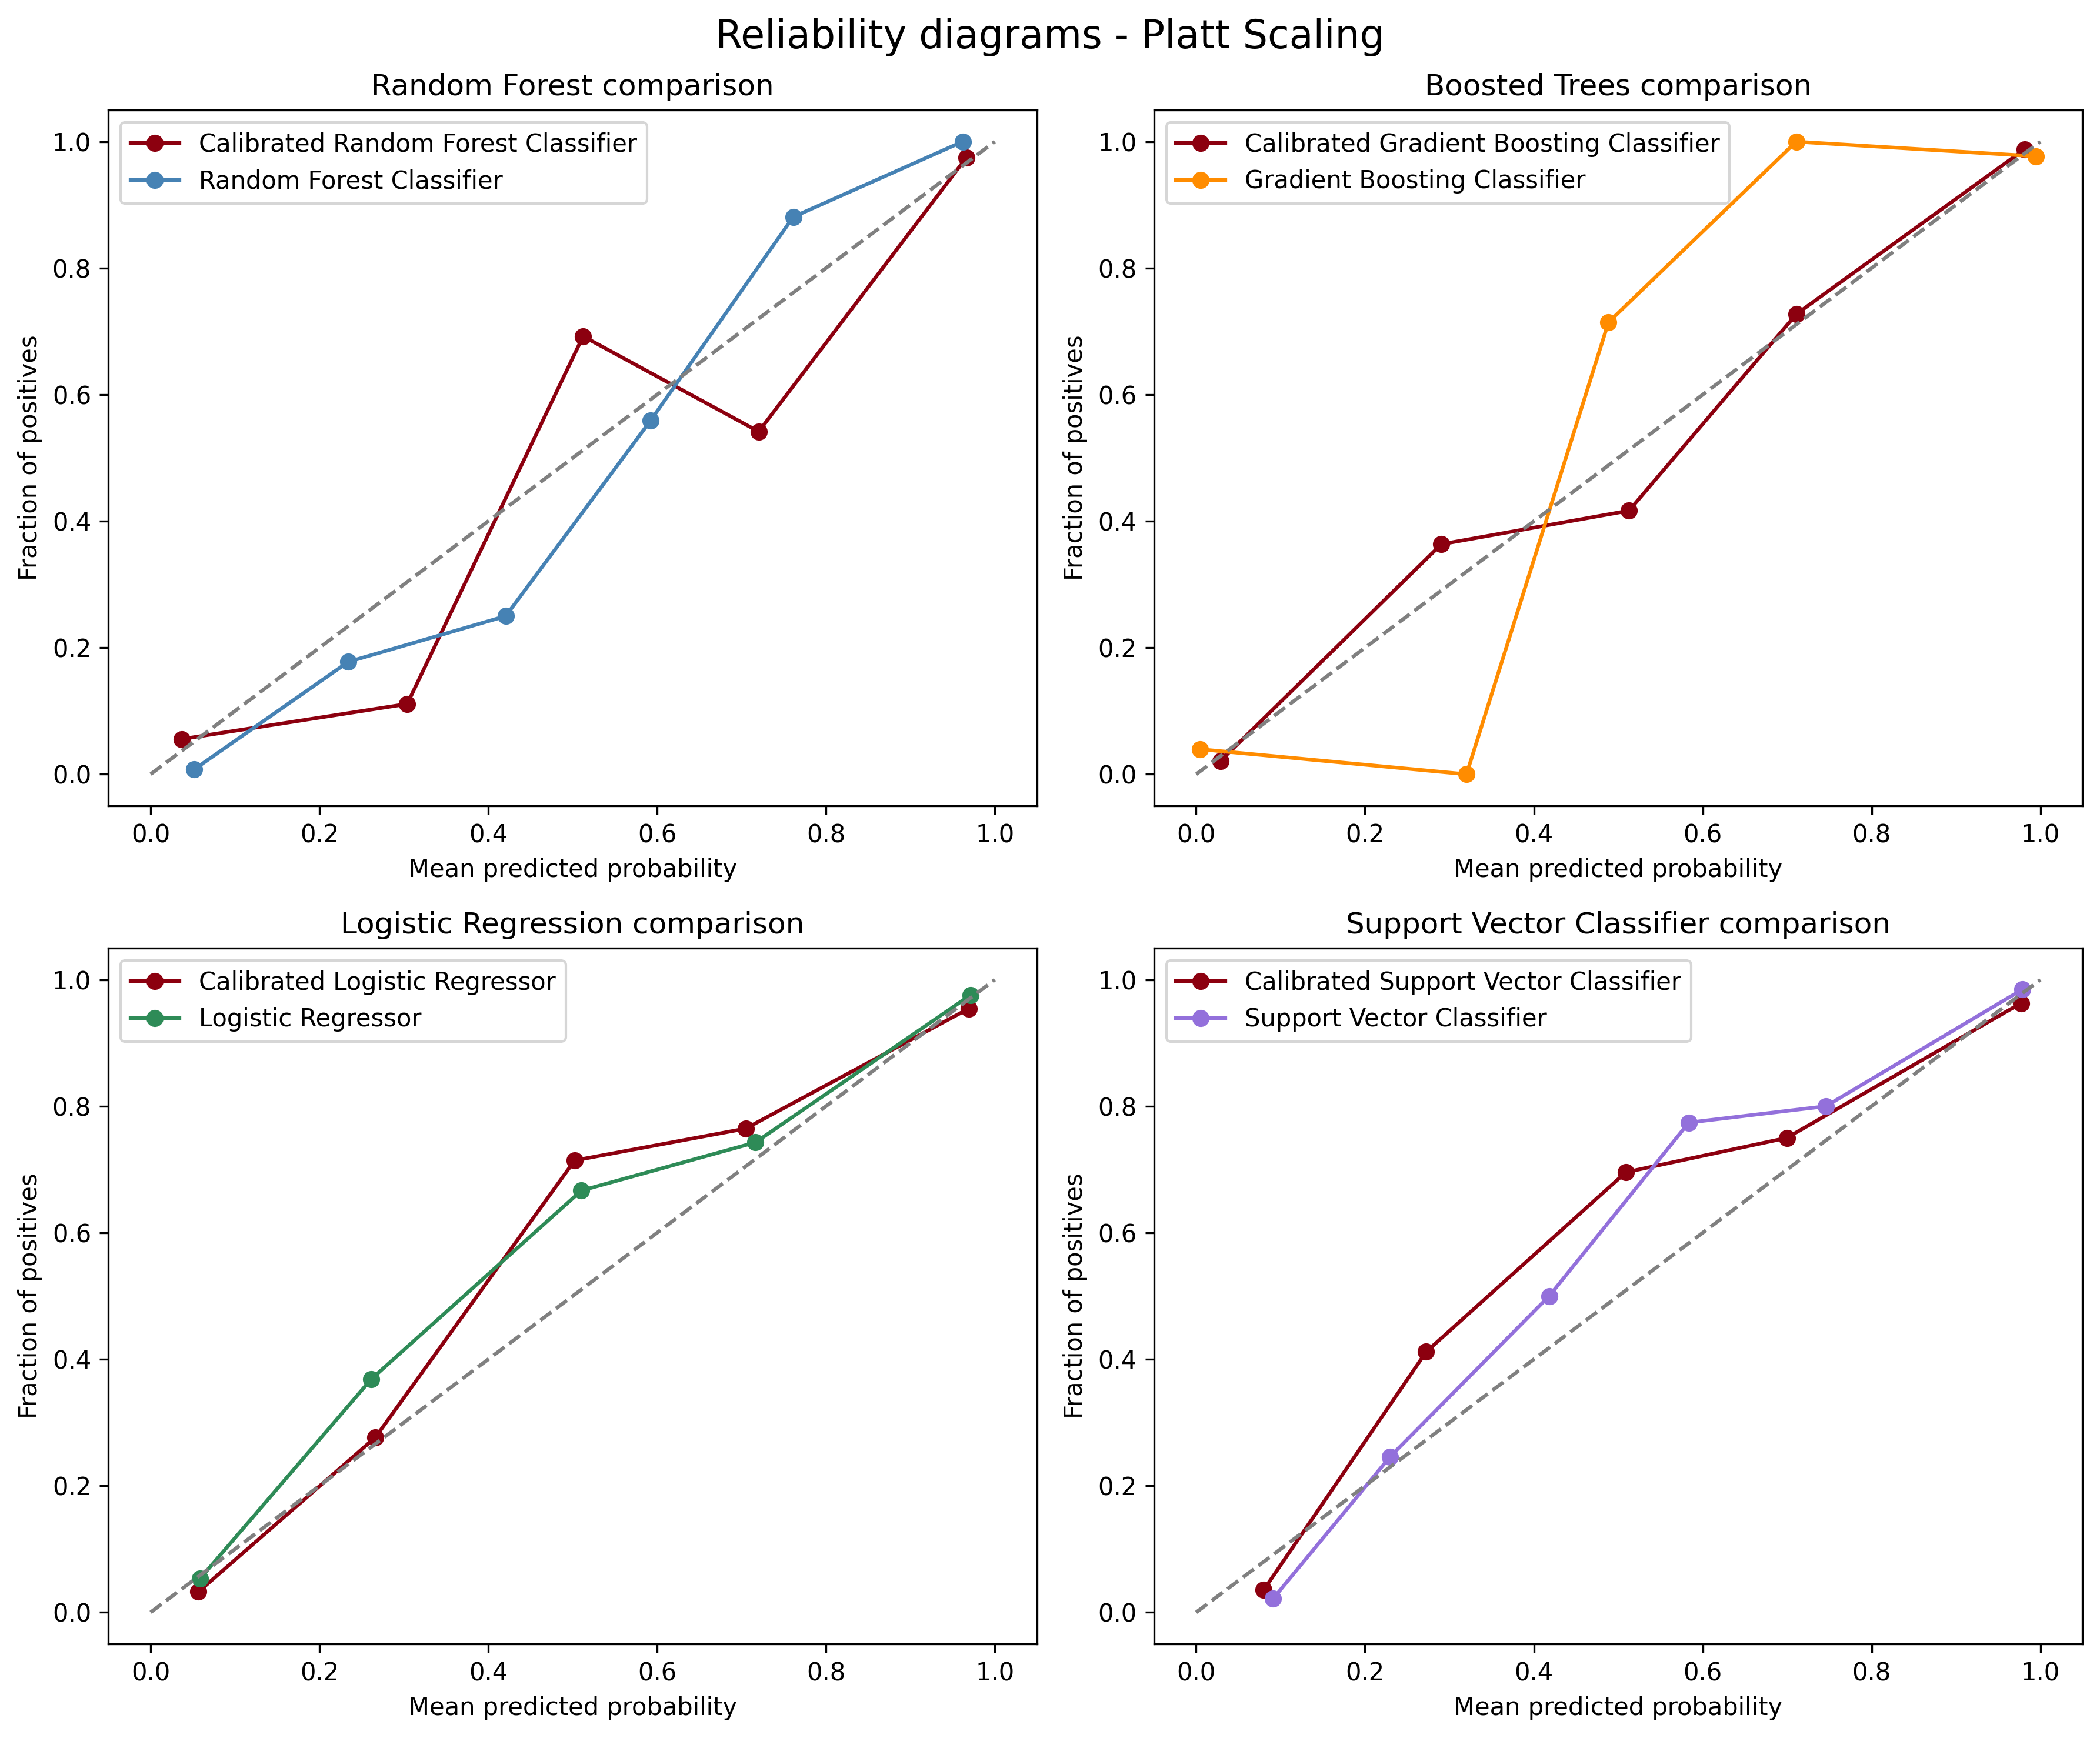 Reliability diagrams - Platt Scaling
Random Forest comparison
Calibrated Random Forest Classifier
Random Forest Classifier
1.0
0.8
0.6
0.4
0.2
0.0
Fraction of positives
0.0 0.2 0.4 0.6 0.8 1.0
Mean predicted probability
Boosted Trees comparison
Calibrated Gradient Boosting Classifier
Gradient Boosting Classifier
1.0
0.8
0.6
0.4
0.2
0.0
Fraction of positives
0.0 0.2 0.4 0.6 0.8 1.0
Mean predicted probability
Logistic Regression comparison
Calibrated Logistic Regressor
Logistic Regressor
1.0
0.8
0.6
0.4
0.2
0.0
Fraction of positives
0.0 0.2 0.4 0.6 0.8 1.0
Mean predicted probability
Support Vector Classifier comparison
Calibrated Support Vector Classifier
Support Vector Classifier
1.0
0.8
0.6
0.4
0.2
0.0
Fraction of positives
0.0 0.2 0.4 0.6 0.8 1.0
Mean predicted probability